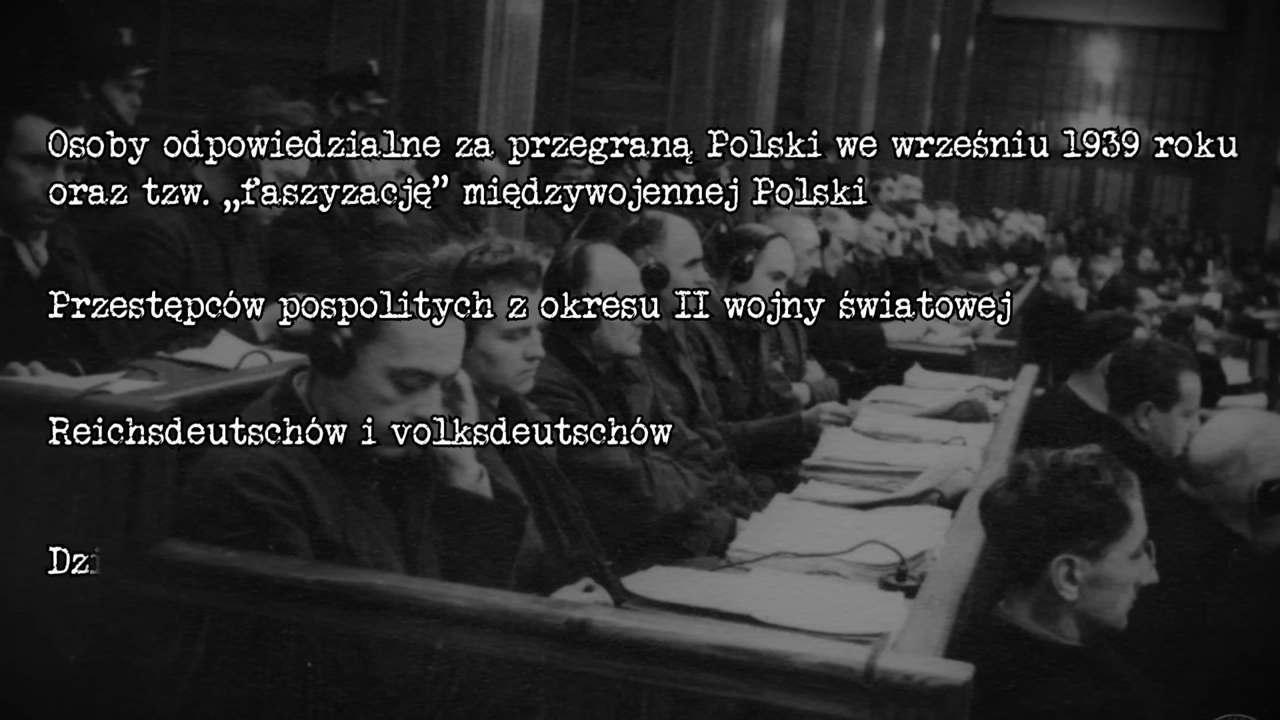 Osoby odpowiedzialne za przegraną Polski we wrześniu 1939 roku
oraz tzw. „faszyzację” międzywojennej Polski
Przestępców pospolitych z okresu II wojny światowej
Reichsdeutschów i volksdeutschów
Dzi